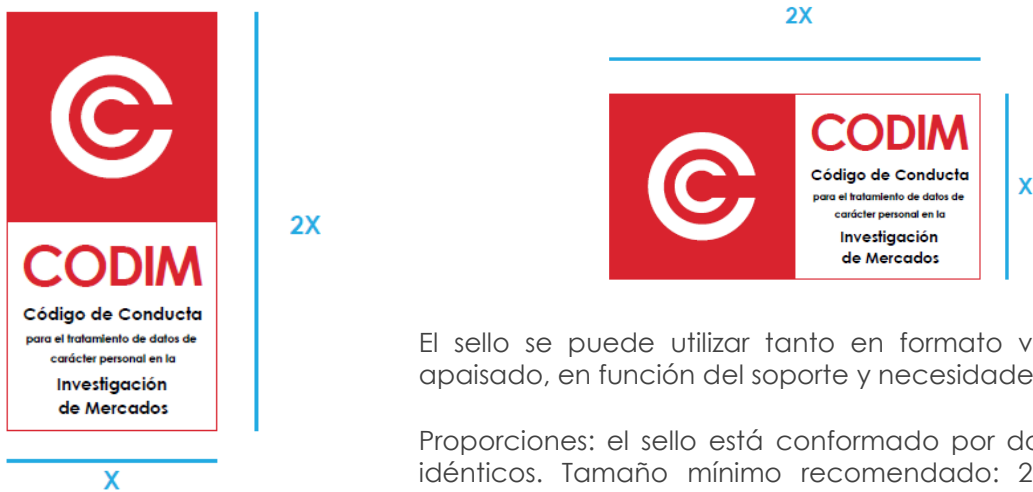 CODIM
Código de Conducta
para el tratamiento de datos de
carácter personal en la
Investigación
de Mercados
2X
X
2X
CODIM
Código de Conducta
para el tratamiento de datos de
carácter personal en la
Investigación
de Mercados
X
El sello se puede utilizar tanto en formato
apaisado, en función del soporte y
Proporciones: el sello está conformado por
idénticos. Tamaño mínimo recomendado: 2